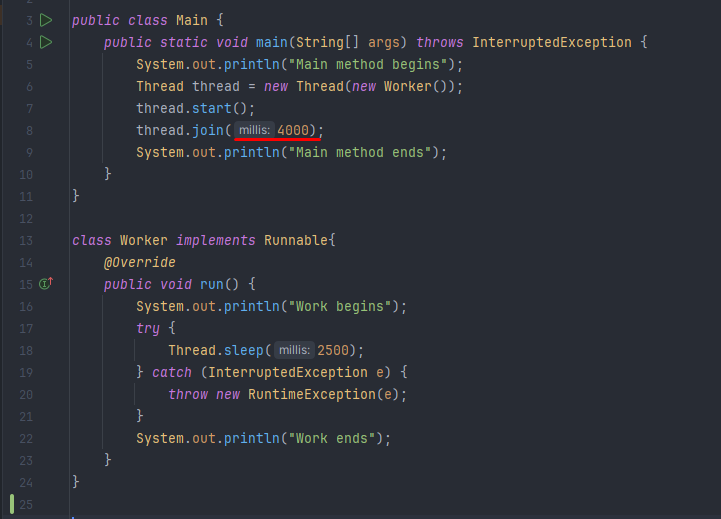 3 public class Main {
4 public static void main(String[] args) throws InterruptedException {
5 System.out.println("Main method begins");
6 Thread thread = new Thread(new Worker());
7 thread.start();
8 thread.join( millis: 4000);
9 System.out.println("Main method ends");
10 }
11 }
12
13 class Worker implements Runnable{
14 @Override
15 public void run() {
16 System.out.println("Work begins");
17 try {
18 Thread.sleep( millis: 2500);
19 } catch (InterruptedException e) {
20 throw new RuntimeException(e);
21 }
22 System.out.println("Work ends");
23 }
24 }
25